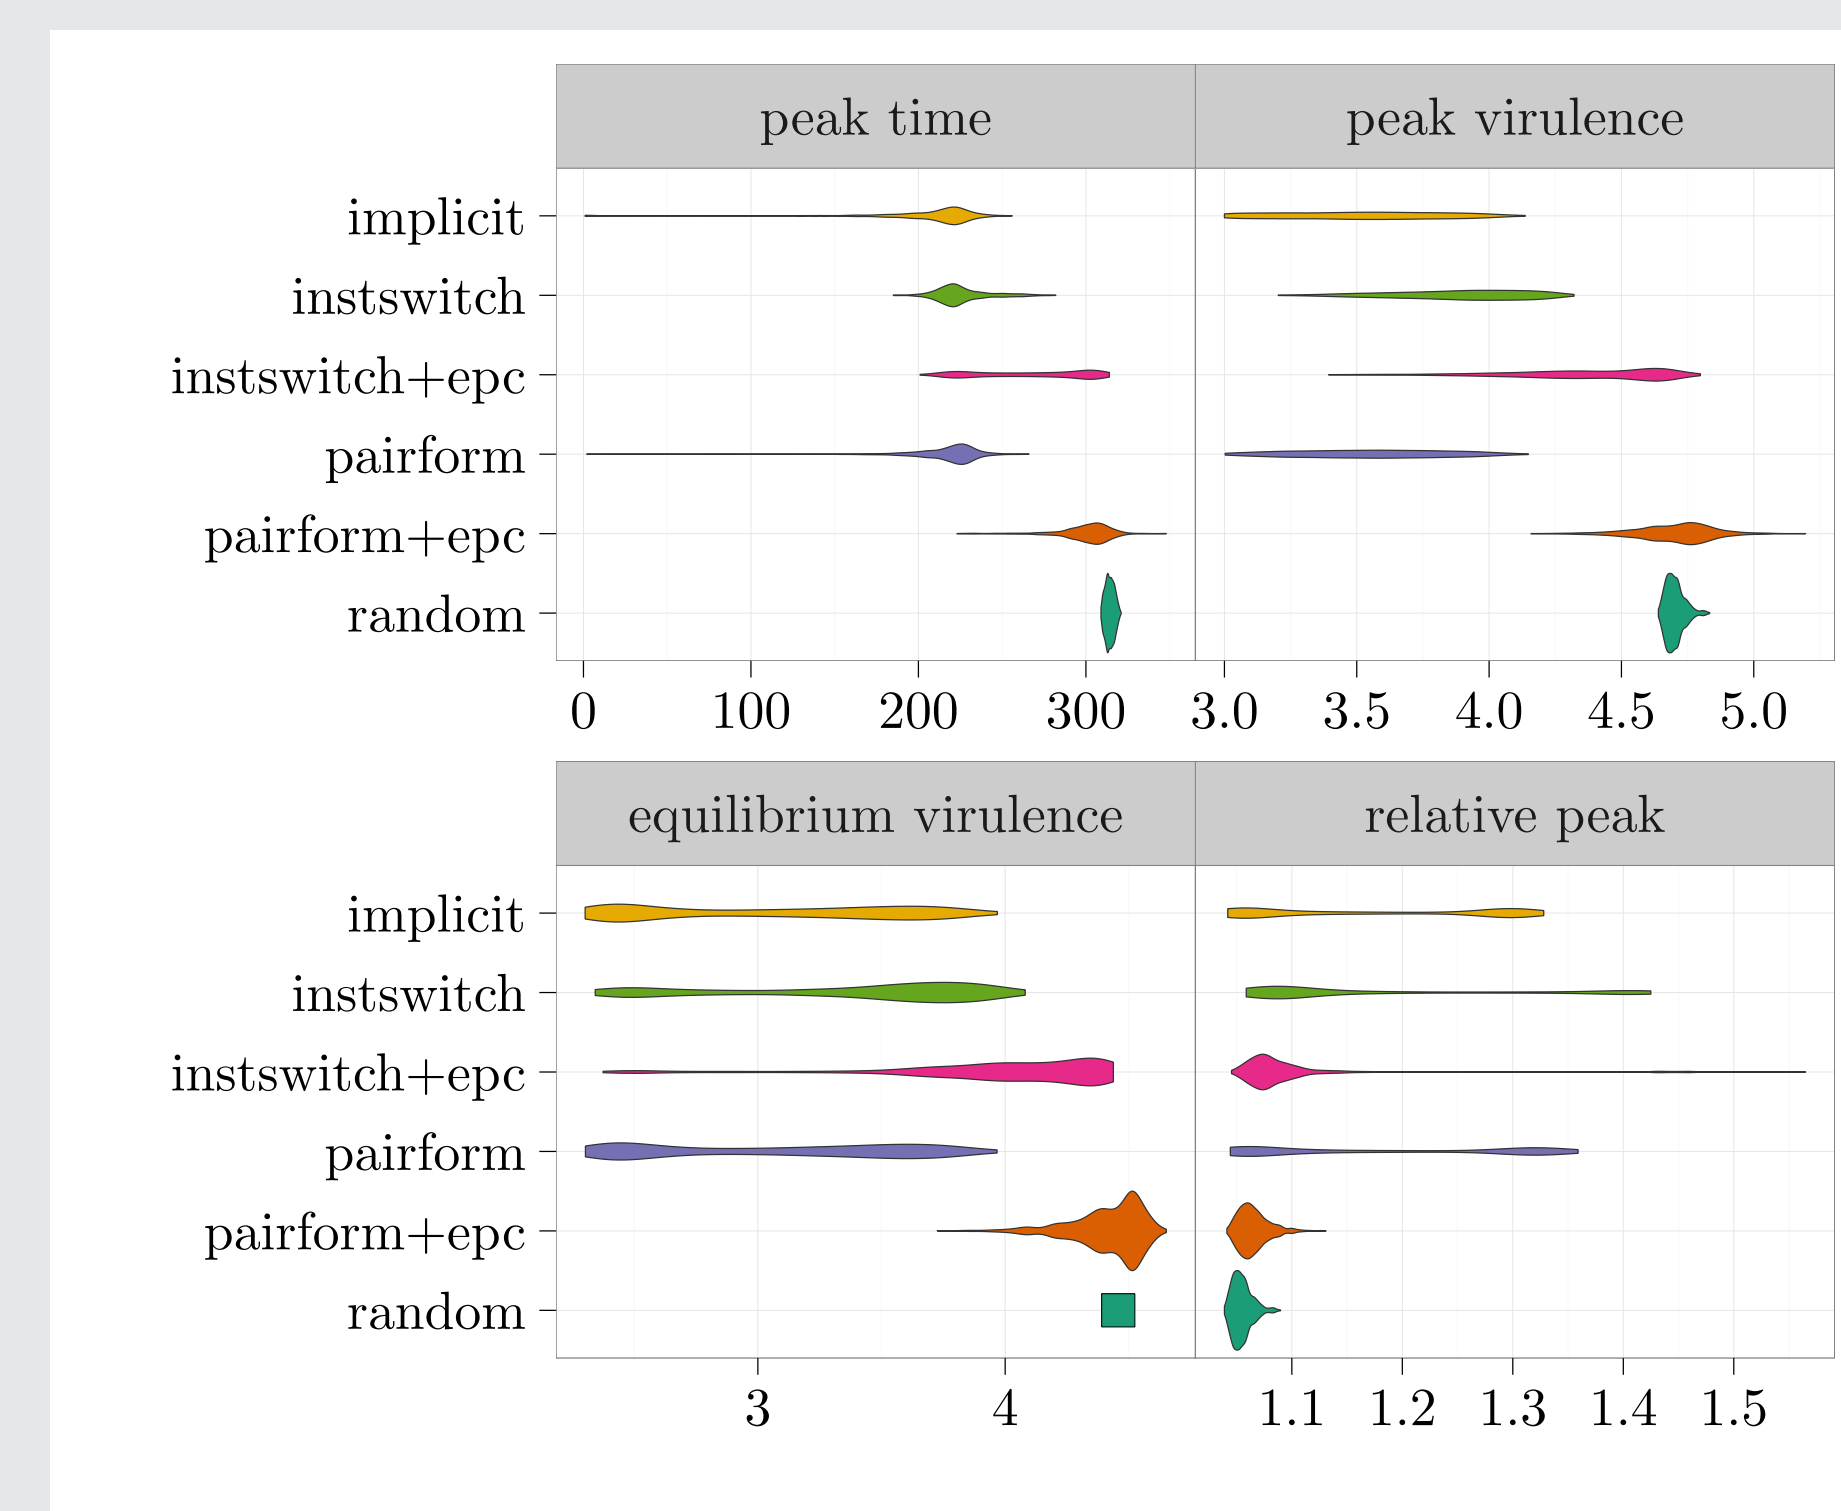 peak time peak virulence
implicit
instswitch
instswitch+epc
pairform
pairform+epc
random
0 100 200 300 3.0 3.5 4.0 4.5 5.0
equilibrium virulence relative peak
implicit
instswitch
instswitch+epc
pairform
pairform+epc
random
3 4 1.1 1.2 1.3 1.4 1.5